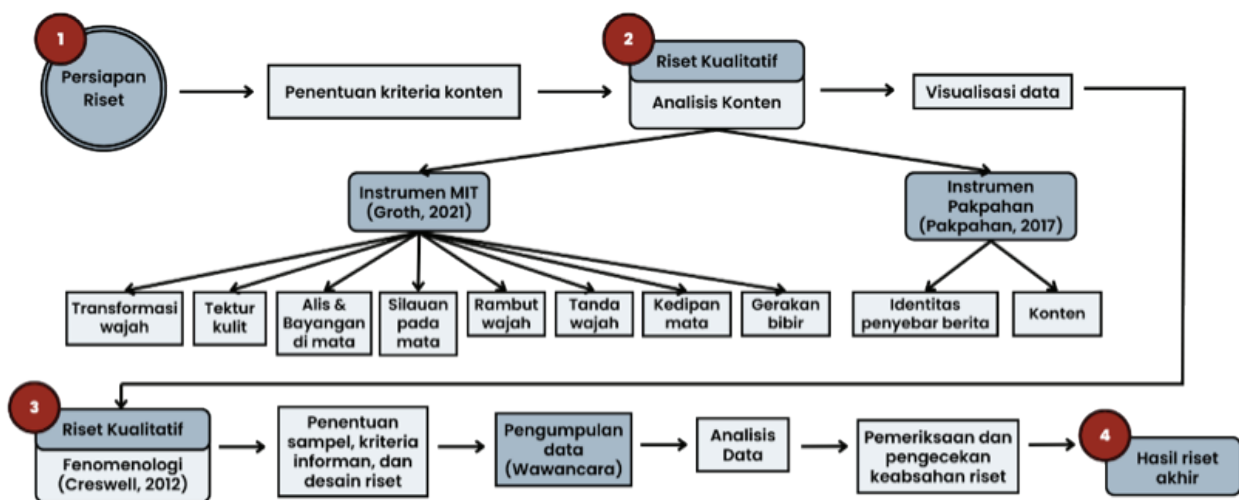 1
Persiapan
Riset
Penentuan kriteria konten
2
Riset Kualitatif
Analisis Konten
Visualisasi data
Instrumen MIT
(Groth, 2021)
Instrumen
Pakpahan
(Pakpahan, 2017)
Transformasi
wajah
Tektur
kulit
Alis &
Bayangan
di mata
Silauan
pada
mata
Rambut
wajah
Tanda
wajah
Kedipan
mata
Gerakan
bibir
Identitas
penyebar berita
Konten
3
Riset Kualitatif
Fenomenologi
(Creswell, 2012)
Penentuan
sampel, kriteria
informan, dan
desain riset
Pengumpulan
data
(Wawancara)
Analisis
Data
Pemeriksaan dan
pengecekan
keabsahan riset
4
Hasil riset
akhir